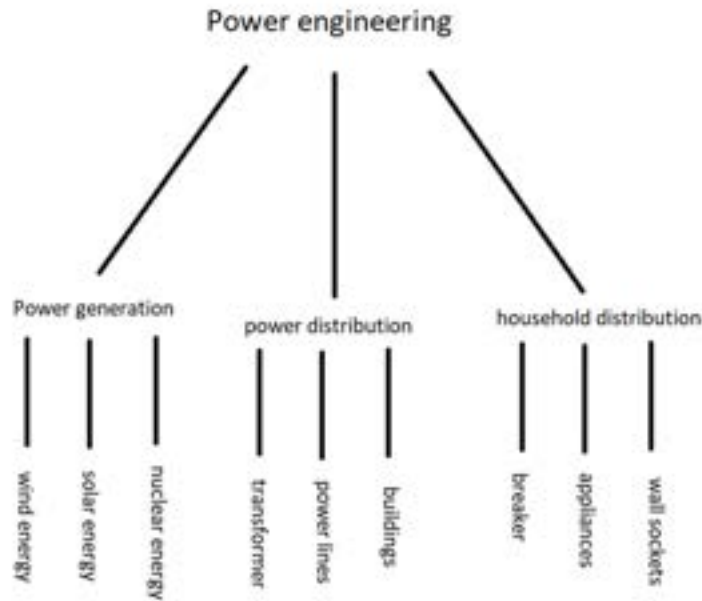 Power engineering
Power generation
power distribution
household distribution
wind energy
solar energy
nuclear energy
transformer
power lines
buildings
breaker
appliances
wall sockets